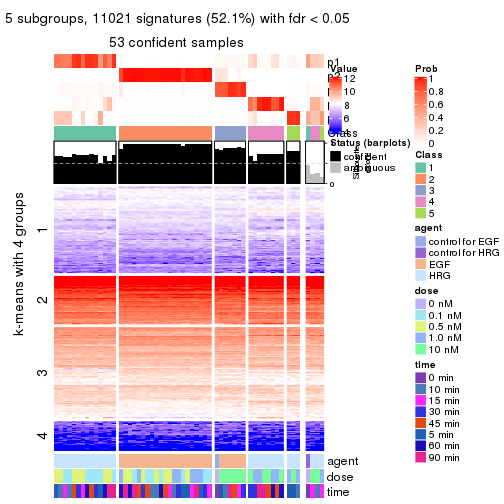 5 subgroups, 11021 signatures (52.1%) with fdr < 0.05
53 confident samples
k-means with 4 groups
1
2
3
4
p1
Value
12
10
8
6
Class
Status (barplots)
confident
ambiguous
0
agent
dose
time
Prob
1
0.8
0.6
0.4
0.2
0
Class
1
2
3
4
5
agent
control for EGF
control for HRG
EGF
HRG
dose
0 nM
0.1 nM
0.5 nM
1.0 nM
10 nM
time
0 min
10 min
15 min
30 min
45 min
5 min
60 min
90 min